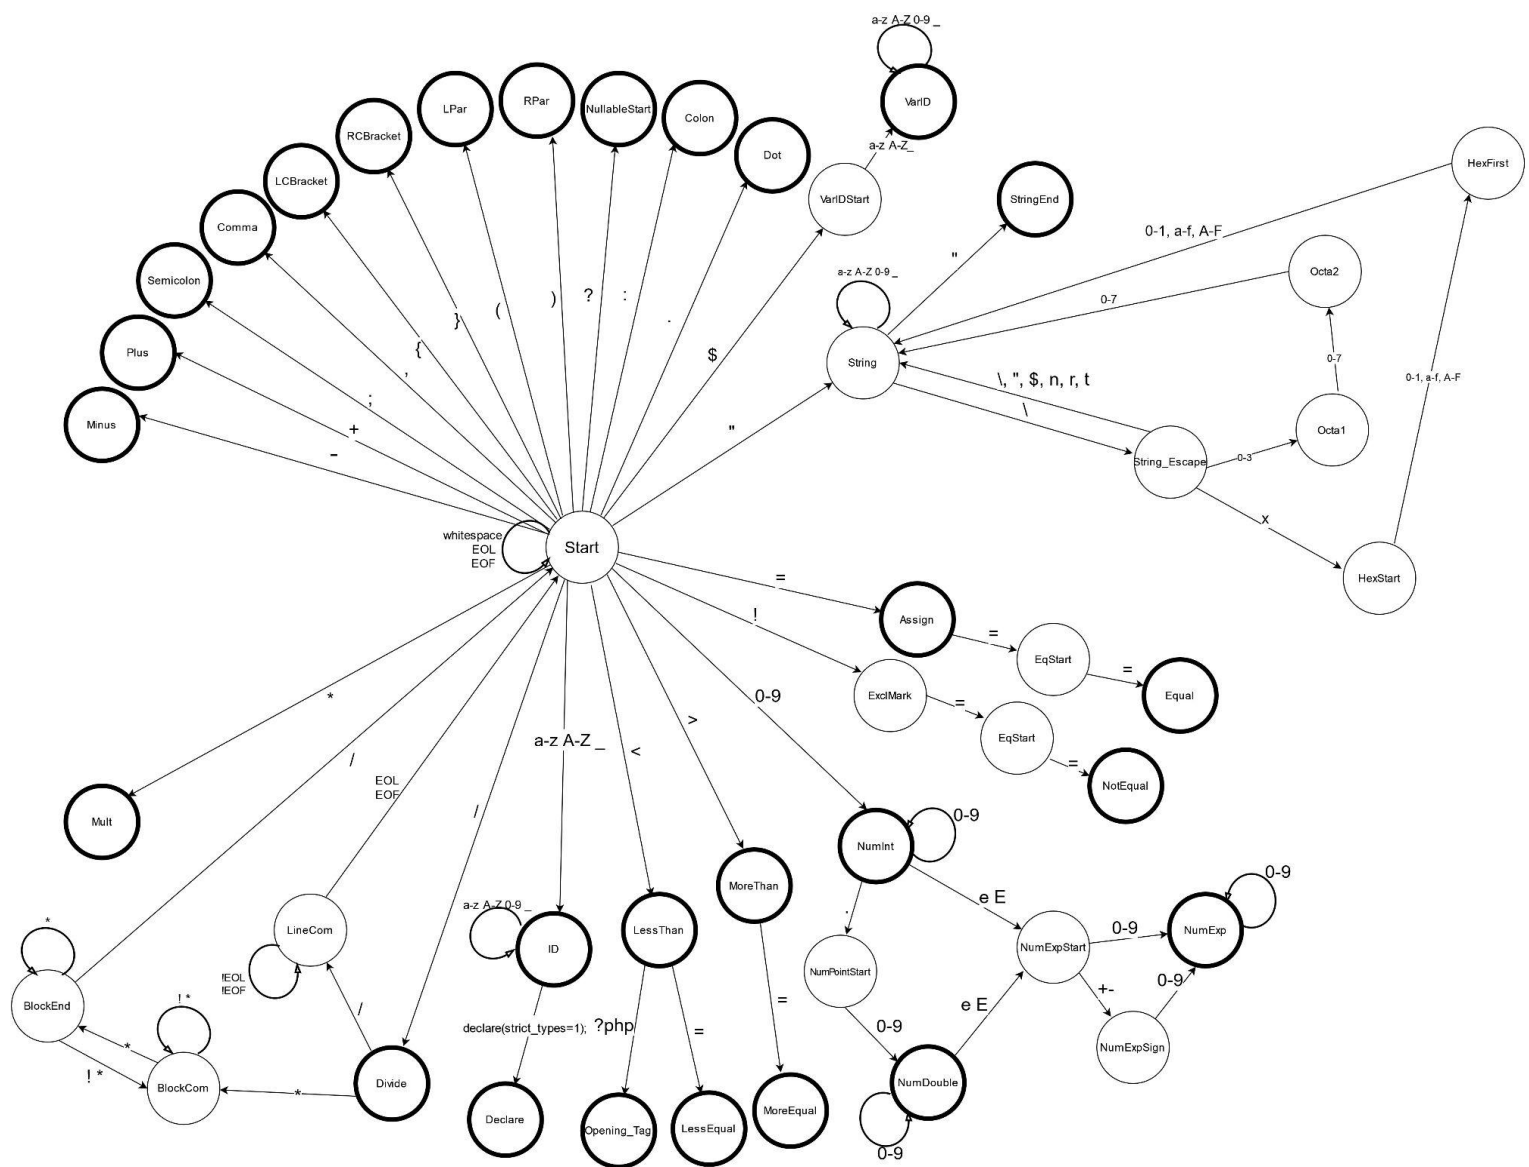 a-z A-Z 0-9 _
VarID
a-z A-Z_
VarIDStart
RPar
LPar
NullableStart
Colon
RCBracket
Dot
LCBracket
Comma
Semicolon
Plus
Minus
HexFirst
StringEnd
0-1, a-f, A-F
Octa2
"
a-z A-Z 0-9 _
0-7
String
0-7
\, ", $, n, r, t
0-1, a-f, A-F
\
Octa1
String_Escape
0-3
x
HexStart
?
:
)
(
.
}
{
$
,
;
+
-
"
whitespace
EOL
EOF
Start
=
!
Assign
=
EqStart
=
Equal
ExclMark
=
EqStart
=
NotEqual
*
0-9
>
a-z A-Z _
<
/
EOL
EOF
/
Mult
NumInt
0-9
MoreThan
e E
0-9
.
a-z A-Z 0-9 _
*
LineCom
ID
LessThan
NumExpStart
0-9
NumExp
NumPointStart
!EOL
!EOF
BlockEnd
! *
/
+-
0-9
e E
=
declare(strict_types=1);
?php
=
0-9
*
! *
NumExpSign
BlockCom
*
Divide
NumDouble
Declare
Opening_Tag
LessEqual
MoreEqual
0-9